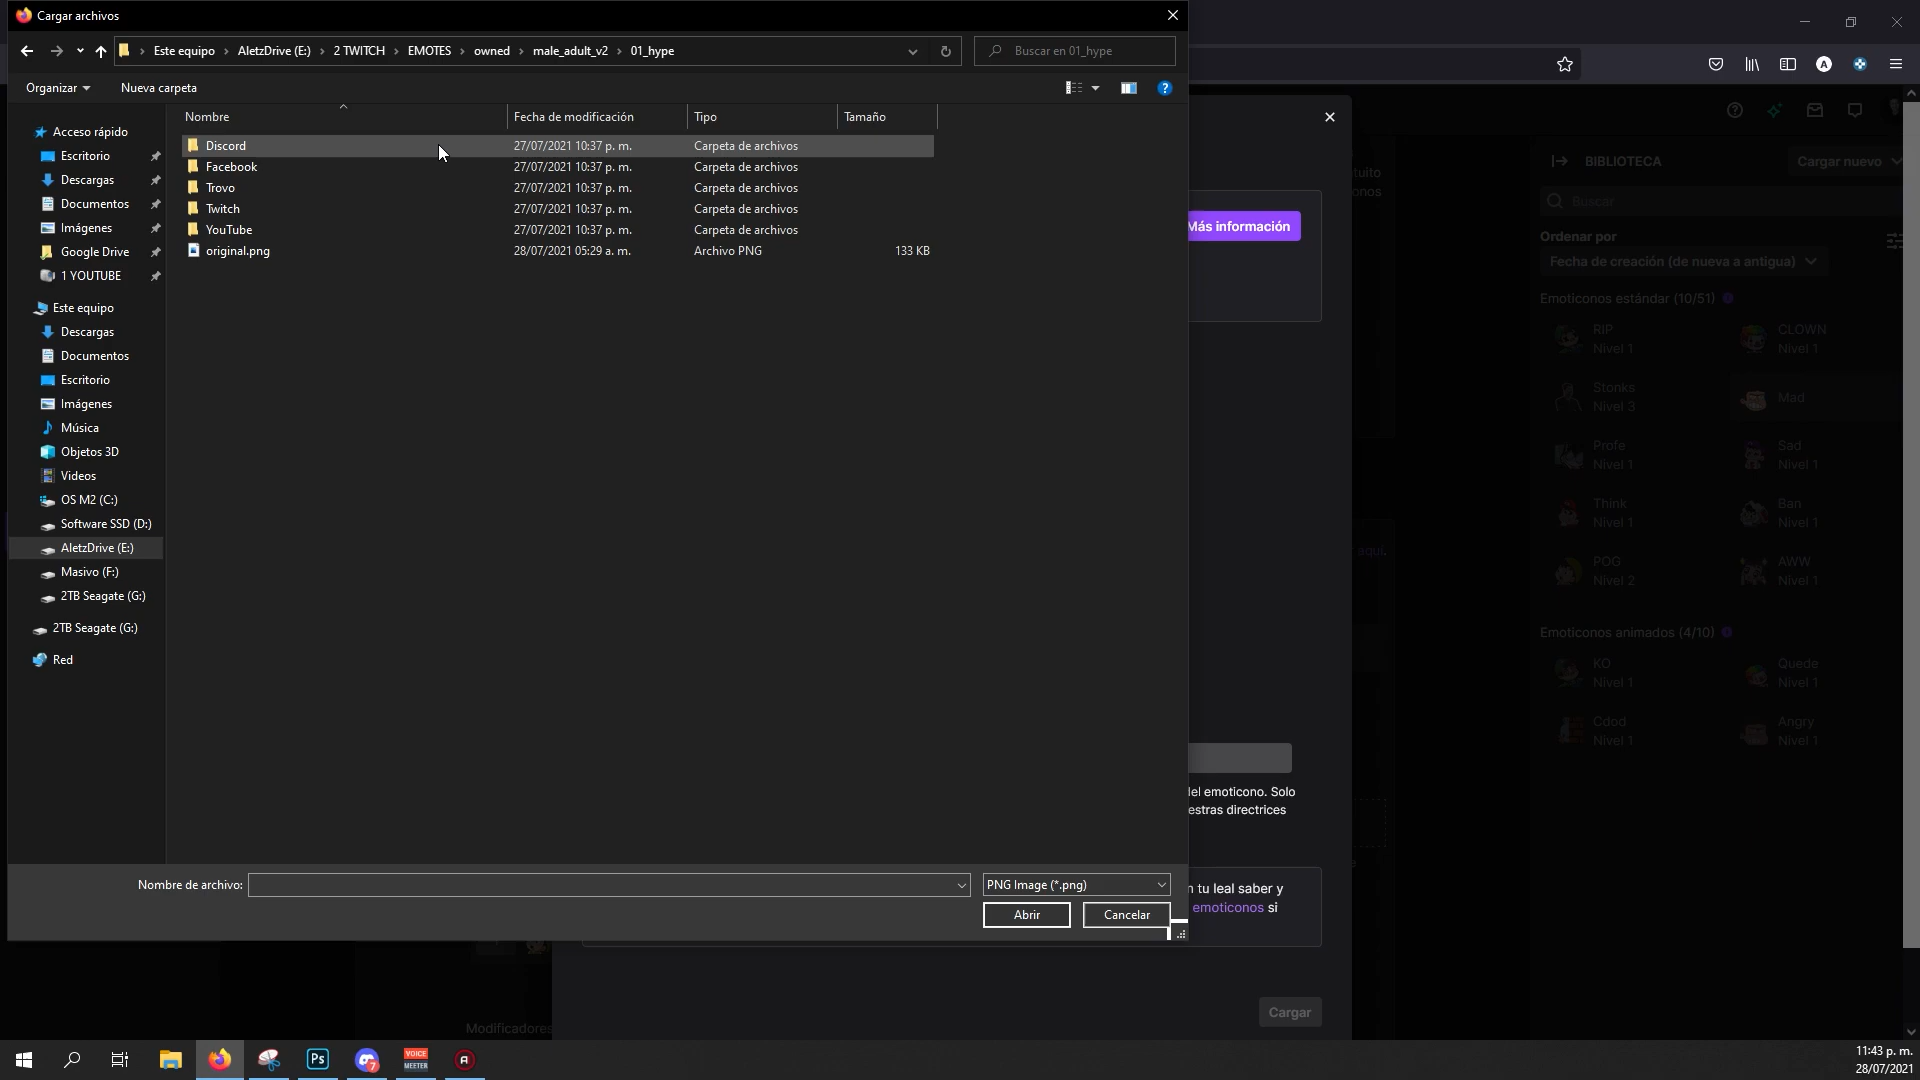 Cargar archivos
Este equipo > AletzDrive (E:) > 2 TWITCH > EMOTES > owned > male_adult_v2 > 01_hype
Buscar en 01_hype
Organizar
Nueva carpeta
Nombre
Fecha de modificación
Tipo
Tamaño
Discord
27/07/2021 10:37 p. m.
Carpeta de archivos
Facebook
27/07/2021 10:37 p. m.
Carpeta de archivos
Trovo
27/07/2021 10:37 p. m.
Carpeta de archivos
Twitch
27/07/2021 10:37 p. m.
Carpeta de archivos
YouTube
27/07/2021 10:37 p. m.
Carpeta de archivos
original.png
28/07/2021 05:29 a. m.
Archivo PNG
133 KB
Acceso rápido
Escritorio
Descargas
Documentos
Imágenes
Google Drive
1 YOUTUBE
Este equipo
Descargas
Documentos
Escritorio
Imágenes
Música
Objetos 3D
Videos
OS M2 (C:)
Software SSD (D:)
AletzDrive (E:)
Masivo (F:)
2TB Seagate (G:)
2TB Seagate (G:)
Red
Nombre de archivo:
PNG Image (*.png)
Abrir
Cancelar
Más información
el emoticono. Solo
estras directrices
n tu leal saber y
emoticonos si
Cargar
Modificadores
tuito
onos
aquí.
BIBLIOTECA
Cargar nuevo
Buscar
Ordenar por
Fecha de creación (de nueva a antigua)
Emoticonos estándar (10/51)
RIP
Nivel 1
CLOWN
Nivel 1
Stonks
Nivel 3
Mad
Profe
Nivel 1
Sad
Nivel 1
Think
Nivel 1
Ban
Nivel 1
POG
Nivel 2
AWW
Nivel 1
Emoticonos animados (4/10)
KO
Nivel 1
Quede
Nivel 1
Cdod
Nivel 1
Angry
Nivel 1
A
Ps
7
VOICE
MEETER
11:43 p. m.
28/07/2021